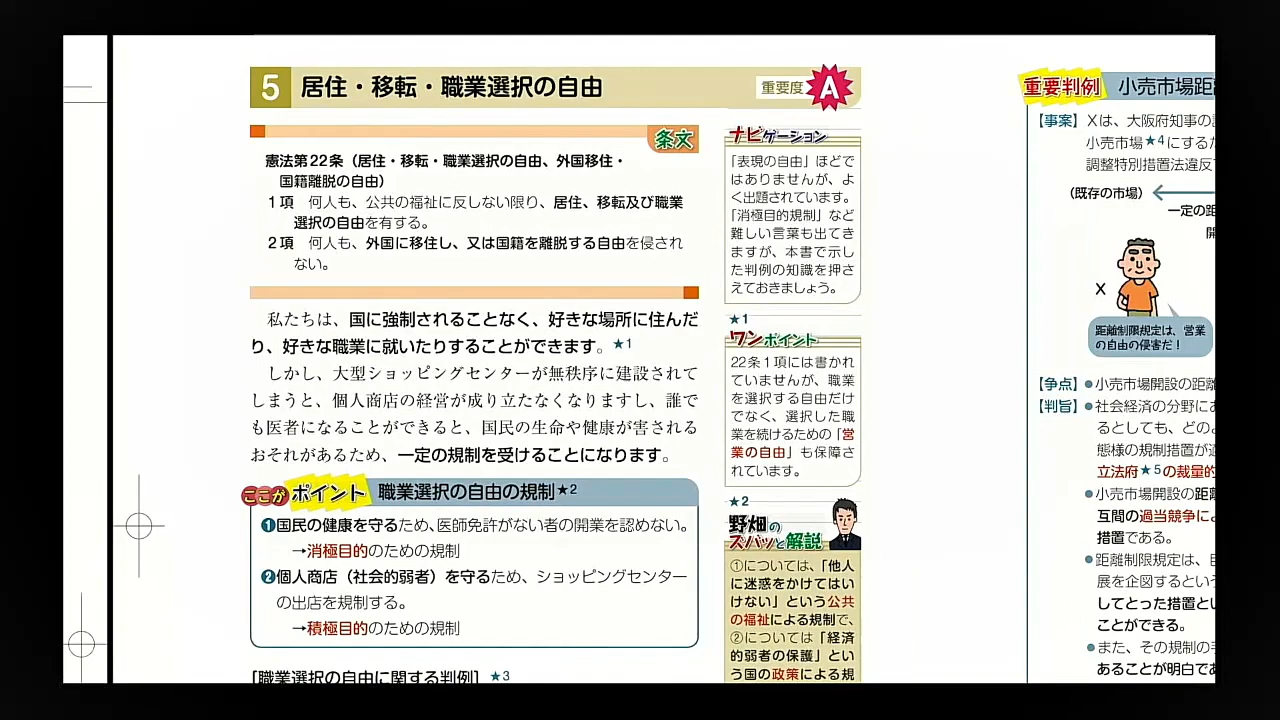 5 居住・移転・職業選択の自由
重要度 A
条文
憲法第22条（居住・移転・職業選択の自由、外国移住・
国籍離脱の自由）
1項　何人も、公共の福祉に反しない限り、居住、移転及び職業
選択の自由を有する。
2項　何人も、外国に移住し、又は国籍を離脱する自由を侵され
ない。
私たちは、国に強制されることなく、好きな場所に住んだ
り、好きな職業に就いたりすることができます。★1
しかし、大型ショッピングセンターが無秩序に建設されて
しまうと、個人商店の経営が成り立たなくなりますし、誰で
も医者になることができると、国民の生命や健康が害される
おそれがあるため、一定の規制を受けることになります。
ここがポイント 職業選択の自由の規制★2
❶国民の健康を守るため、医師免許がない者の開業を認めない。
→消極目的のための規制
❷個人商店（社会的弱者）を守るため、ショッピングセンター
の出店を規制する。
→積極目的のための規制
[職業選択の自由に関する判例] ★3
ナビゲーション
「表現の自由」ほどで
はありませんが、よ
く出題されています。
「消極目的規制」など
難しい言葉も出てき
ますが、本書で示し
た判例の知識を押さ
えておきましょう。
★1
ワンポイント
22条1項には書かれ
ていませんが、職業
を選択する自由だけ
でなく、選択した職
業を続けるための「営
業の自由」も保障さ
れています。
★2
野畑の
ズバッと解説
①については、「他人
に迷惑をかけてはい
けない」という公共
の福祉による規制で、
②については「経済
的弱者の保護」とい
う国の政策による規
重要判例 小売市場距
【事案】Xは、大阪府知事の
小売市場★4にするた
調整特別措置法違反
（既存の市場）
一定の距
X
距離制限規定は、営業
の自由の侵害だ！
【争点】●小売市場開設の距離
【判旨】●社会経済の分野にお
るとしても、どの
態様の規制措置が適
立法府★5の裁量的
●小売市場開設の距離
互間の過当競争に
措置である。
●距離制限規定は、
展を企図するという
してとった措置とい
ことができる。
●また、その規制の手
あることが明白であ